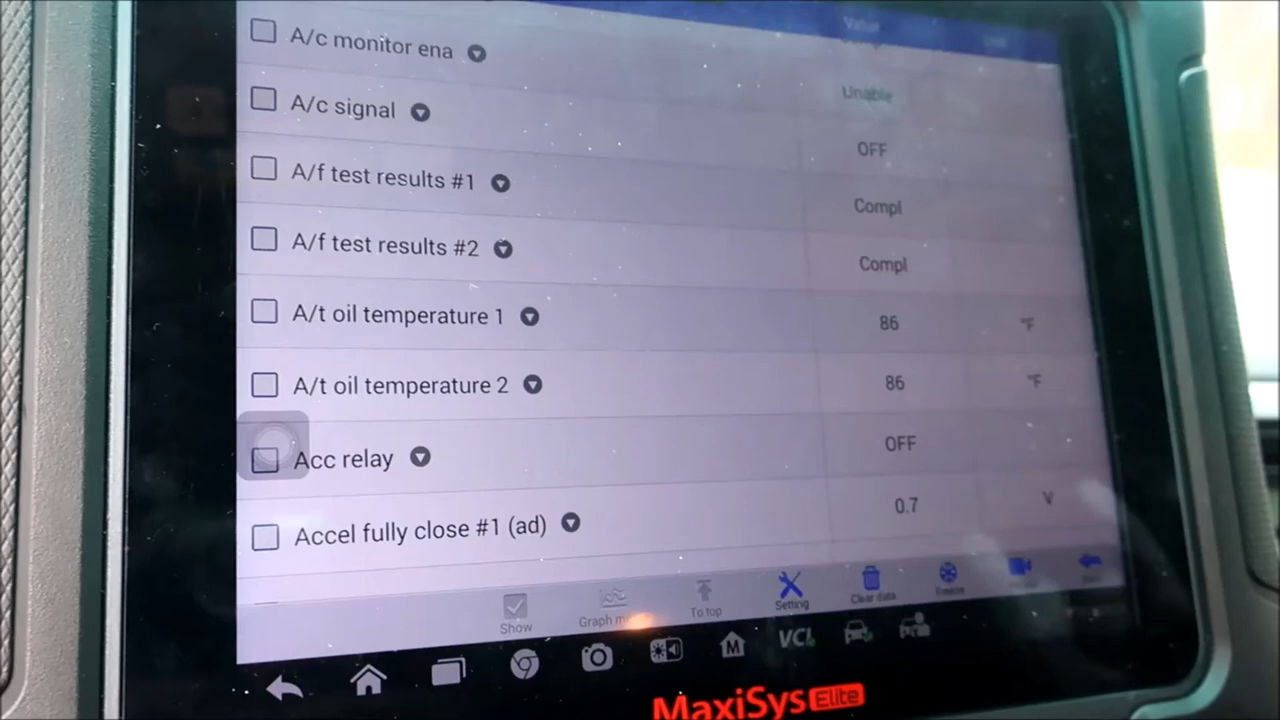 Value
A/c monitor ena
Unable
A/c signal
OFF
A/f test results #1
Compl
A/f test results #2
Compl
A/t oil temperature 1
86
°F
A/t oil temperature 2
86
°F
Acc relay
OFF
Accel fully close #1 (ad)
0.7
V
Show
Graph m
To top
Setting
Clear data
Freeze
M
VCI
MaxiSys Elite